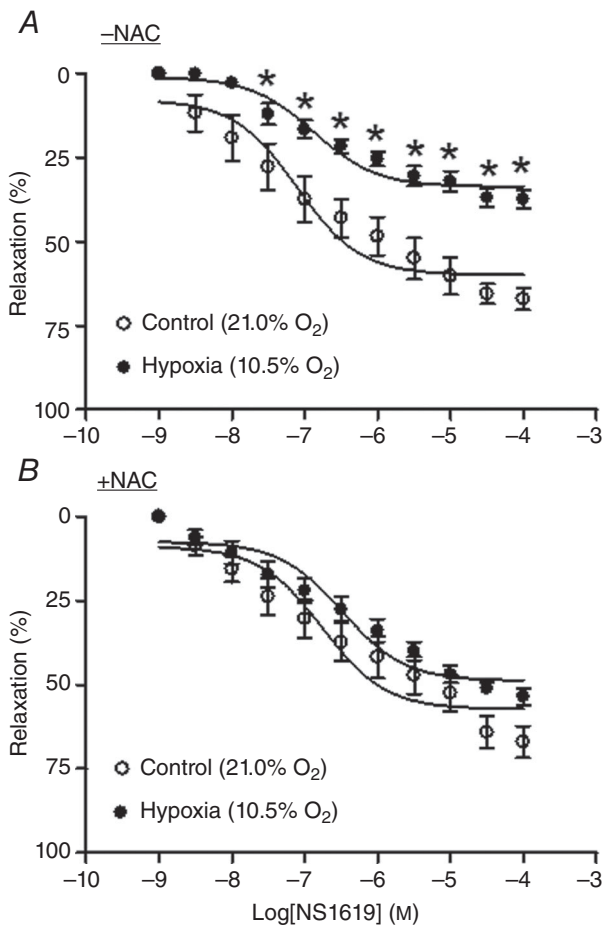 A
−NAC
* * * * * * * *
0
25
50
75
100
Relaxation (%)
Control (21.0% O₂)
Hypoxia (10.5% O₂)
−10 −9 −8 −7 −6 −5 −4 −3
B
+NAC
0
25
50
75
100
Relaxation (%)
Control (21.0% O₂)
Hypoxia (10.5% O₂)
−10 −9 −8 −7 −6 −5 −4 −3
Log[NS1619] (M)